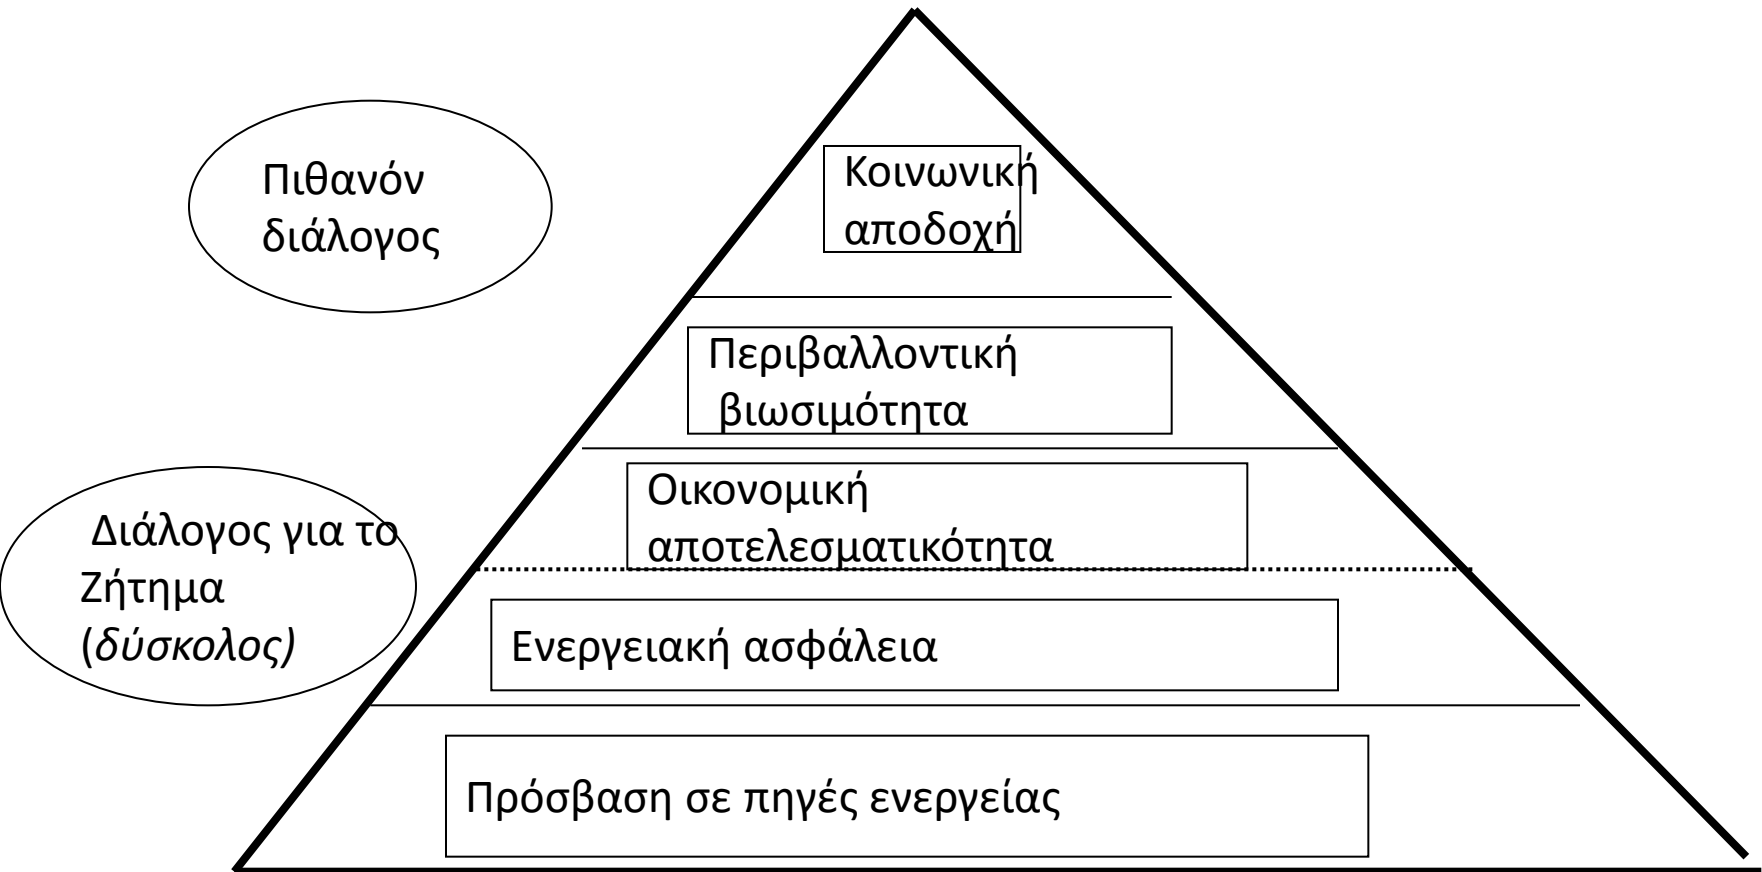 Πιθανόν
διάλογος
Κοινωνική
αποδοχή
Περιβαλλοντική
βιωσιμότητα
Οικονομική
αποτελεσματικότητα
Διάλογος για το
Ζήτημα
(δύσκολος)
Ενεργειακή ασφάλεια
Πρόσβαση σε πηγές ενεργείας